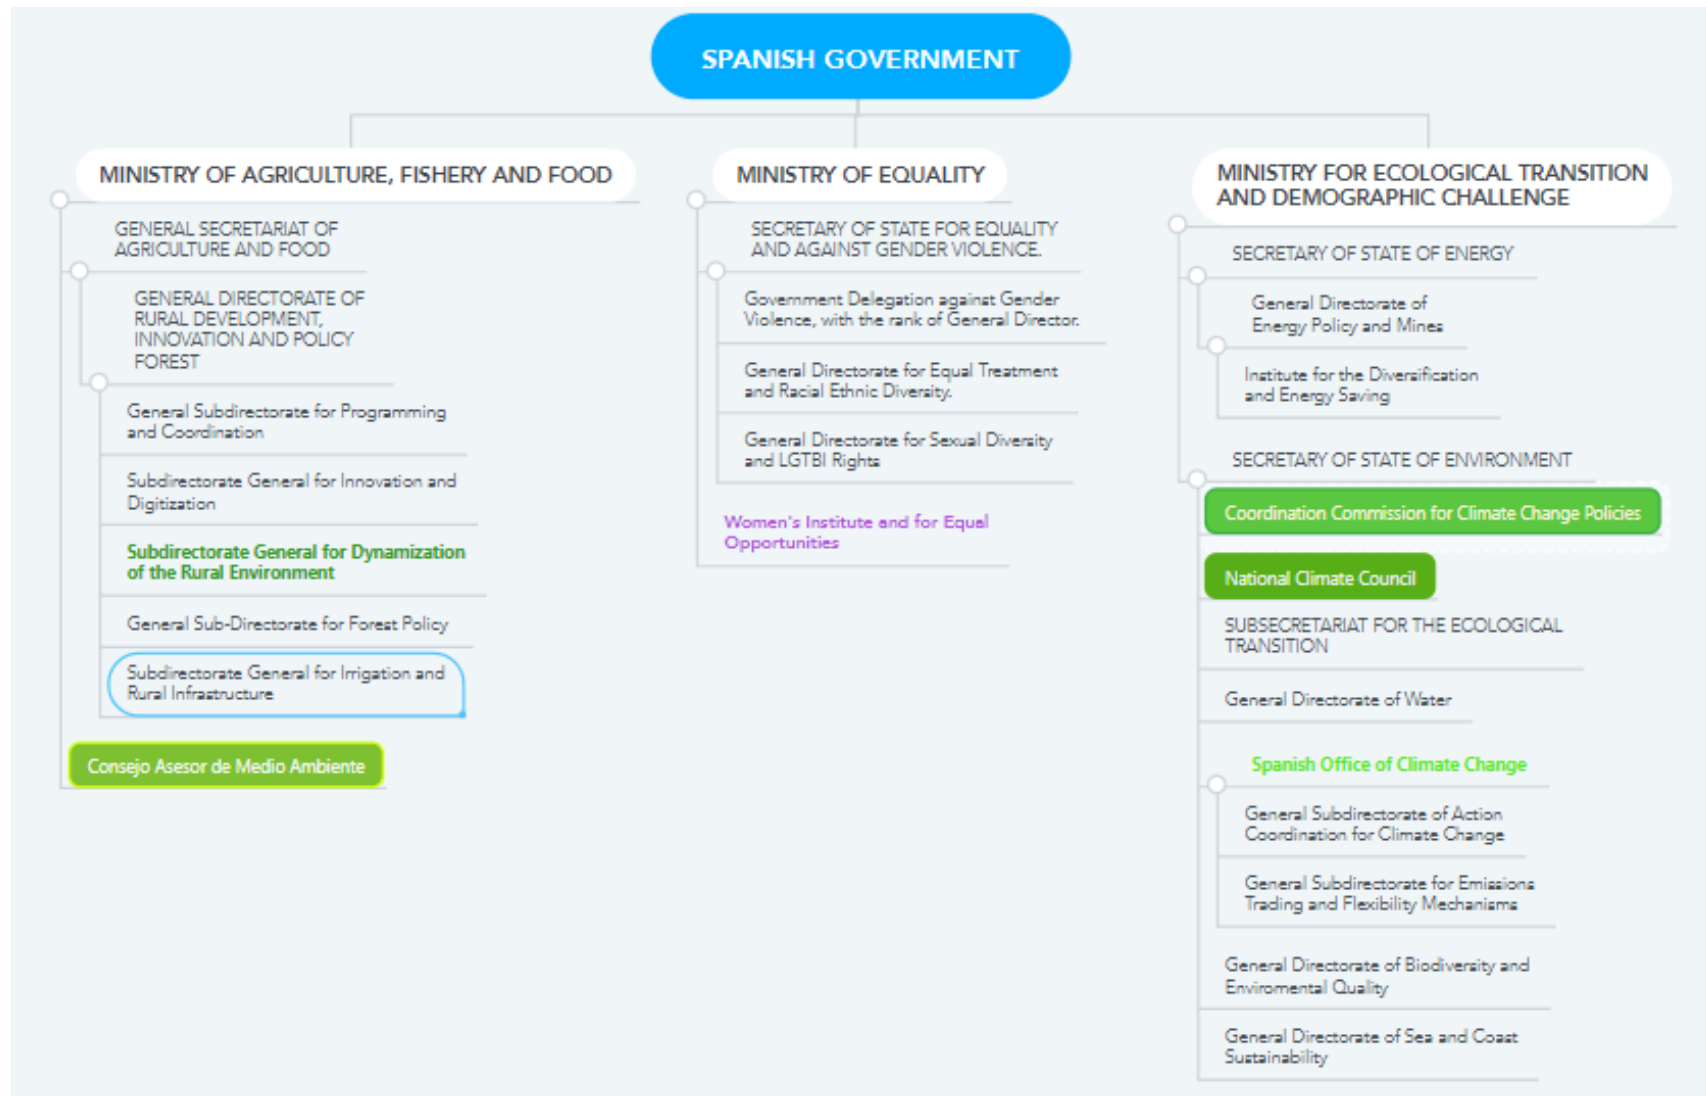 SPANISH GOVERNMENT
MINISTRY OF AGRICULTURE, FISHERY AND FOOD
GENERAL SECRETARIAT OF
AGRICULTURE AND FOOD
GENERAL DIRECTORATE OF
RURAL DEVELOPMENT,
INNOVATION AND POLICY
FOREST
General Subdirectorate for Programming
and Coordination
Subdirectorate General for Innovation and
Digitization
Subdirectorate General for Dynamization
of the Rural Environment
General Sub-Directorate for Forest Policy
Subdirectorate General for Irrigation and
Rural Infrastructure
Consejo Asesor de Medio Ambiente
MINISTRY OF EQUALITY
SECRETARY OF STATE FOR EQUALITY
AND AGAINST GENDER VIOLENCE.
Government Delegation against Gender
Violence, with the rank of General Director.
General Directorate for Equal Treatment
and Racial Ethnic Diversity.
General Directorate for Sexual Diversity
and LGTBI Rights
Women's Institute and for Equal
Opportunities
MINISTRY FOR ECOLOGICAL TRANSITION
AND DEMOGRAPHIC CHALLENGE
SECRETARY OF STATE OF ENERGY
General Directorate of
Energy Policy and Mines
Institute for the Diversification
and Energy Saving
SECRETARY OF STATE OF ENVIRONMENT
Coordination Commission for Climate Change Policies
National Climate Council
SUBSECRETARIAT FOR THE ECOLOGICAL
TRANSITION
General Directorate of Water
Spanish Office of Climate Change
General Subdirectorate of Action
Coordination for Climate Change
General Subdirectorate for Emissions
Trading and Flexibility Mechanisms
General Directorate of Biodiversity and
Enviromental Quality
General Directorate of Sea and Coast
Sustainability